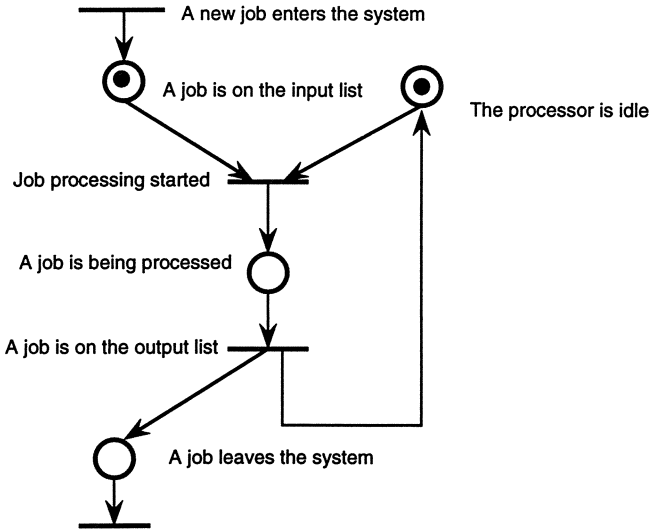 A new job enters the system
A job is on the input list
The processor is idle
Job processing started
A job is being processed
A job is on the output list
A job leaves the system